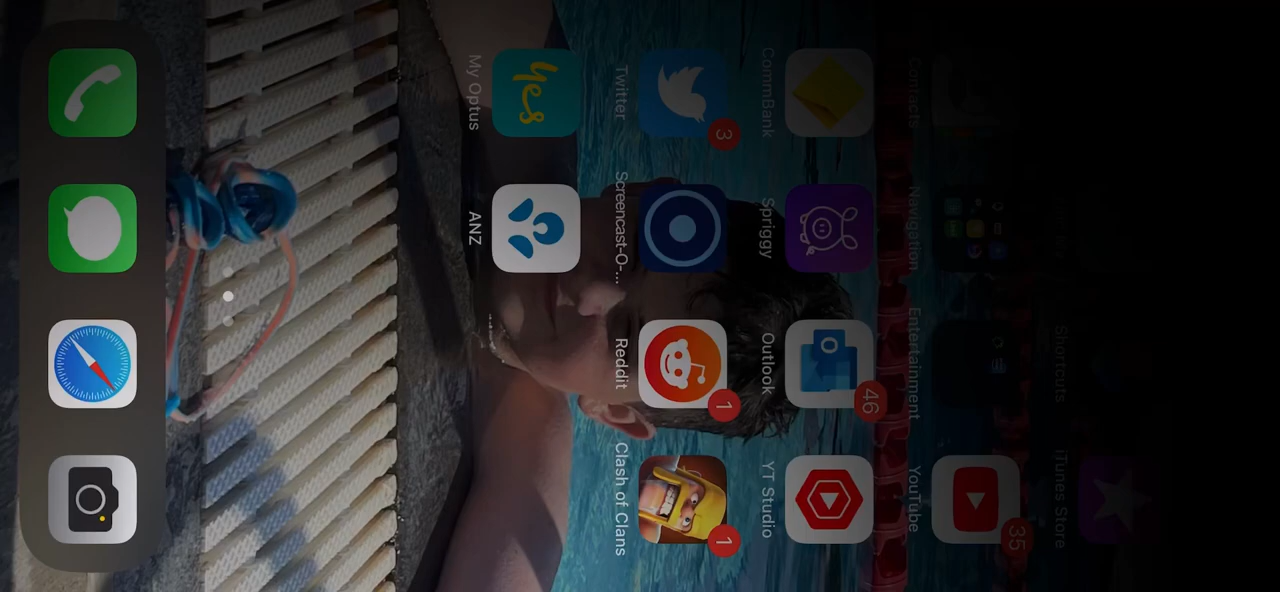 Shortcuts
iTunes Store
Contacts
Navigation
Entertainment
YouTube
35
CommBank
Spriggy
Outlook
46
YT Studio
Twitter
3
Screencast-O-...
Reddit
1
Clash of Clans
1
yes
My Optus
ANZ